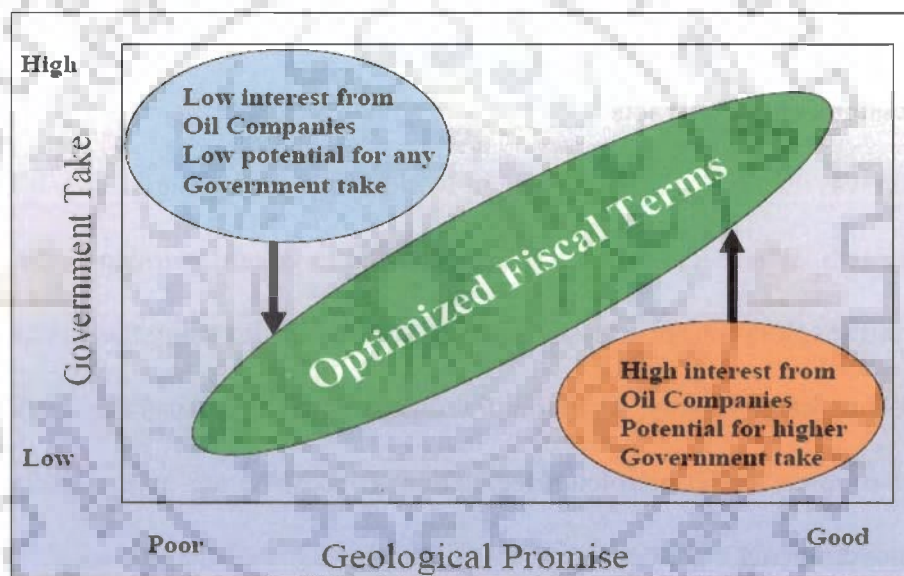 High
Low interest from
Oil Companies
Low potential for any
Government take
Government Take
Optimized Fiscal Terms
High interest from
Oil Companies
Potential for higher
Government take
Low
Poor
Geological Promise
Good